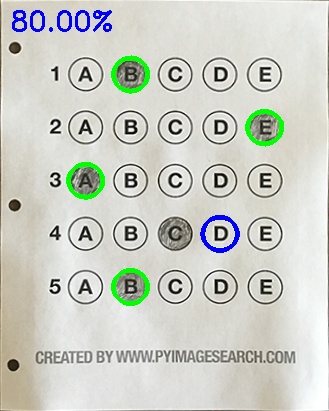 80.00%
1 A B C D E
2 A B C D E
3 A B C D E
4 A B C D E
5 A B C D E
CREATED BY WWW.PYIMAGESEARCH.COM